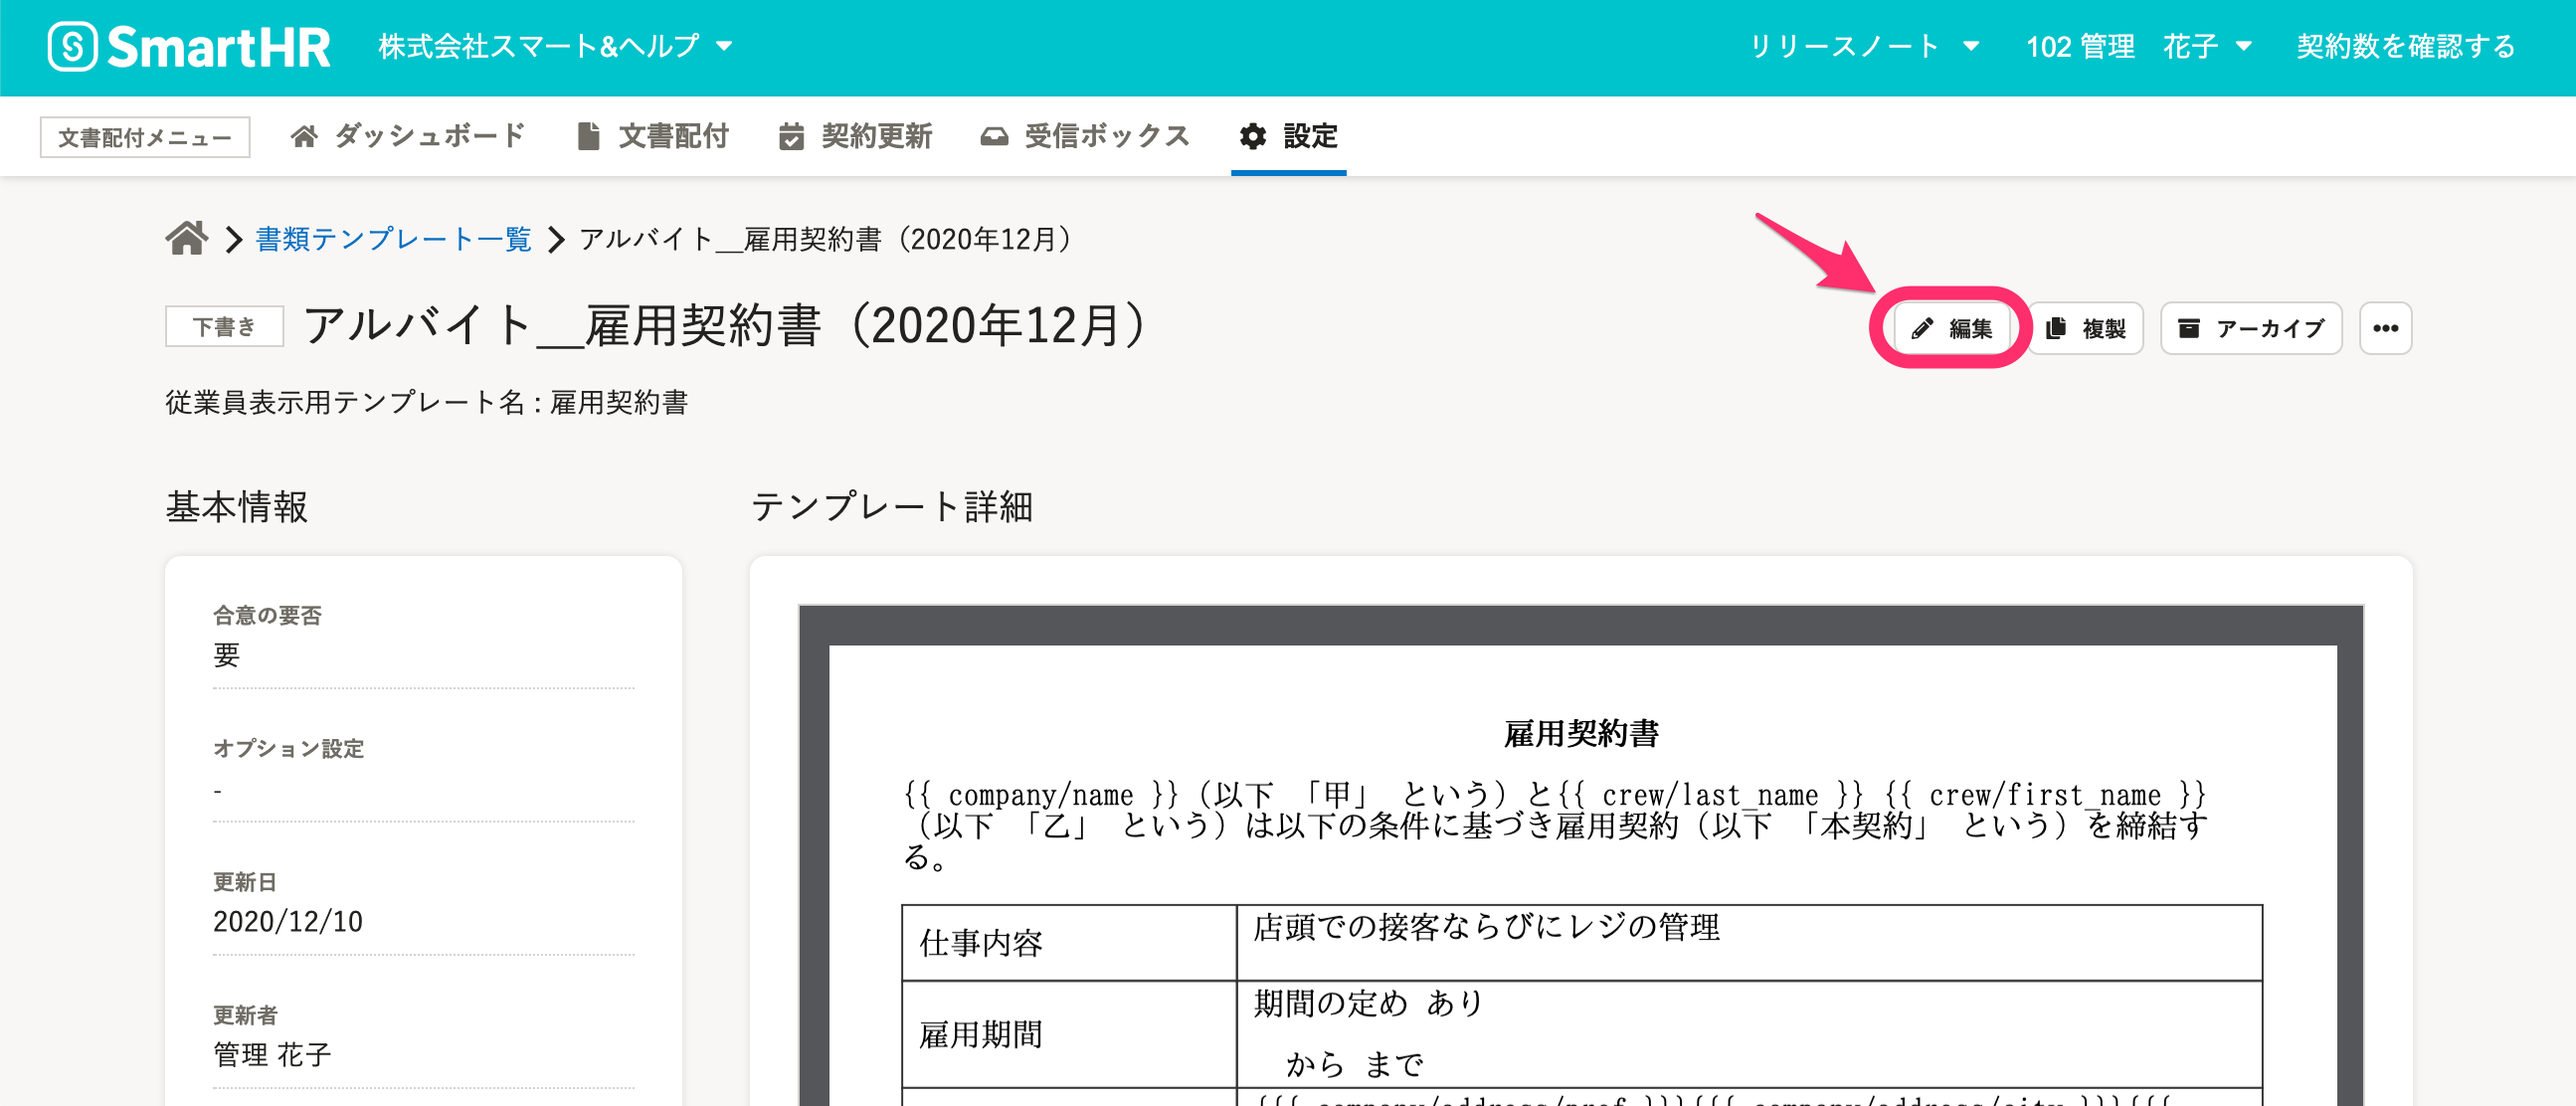 SmartHR 株式会社スマート&ヘルプ リリースノート 102 管理 花子 契約数を確認する
文書配付メニュー ダッシュボード 文書配付 契約更新 受信ボックス 設定
書類テンプレート一覧 アルバイト__雇用契約書（2020年12月）
下書き アルバイト__雇用契約書（2020年12月） 編集 複製 アーカイブ
従業員表示用テンプレート名 : 雇用契約書
基本情報
合意の要否
要
オプション設定
-
更新日
2020/12/10
更新者
管理 花子
テンプレート詳細
雇用契約書
{{ company/name }}（以下 「甲」 という）と{{ crew/last_name }} {{ crew/first_name }}
（以下 「乙」 という）は以下の条件に基づき雇用契約（以下 「本契約」 という）を締結す
る。
仕事内容 店頭での接客ならびにレジの管理
雇用期間 期間の定め あり
から まで